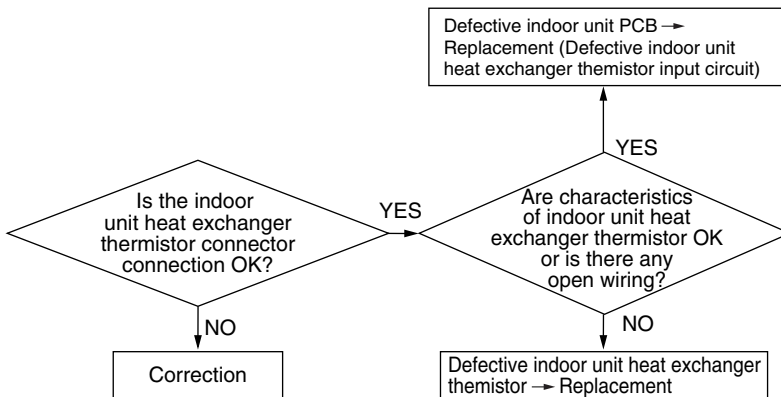 Defective indoor unit PCB →
Replacement (Defective indoor unit
heat exchanger themistor input circuit)
YES
Is the indoor
unit heat exchanger
thermistor connector
connection OK?
YES
Are characteristics
of indoor unit heat
exchanger thermistor OK
or is there any
open wiring?
NO
NO
Correction
Defective indoor unit heat exchanger
themistor → Replacement